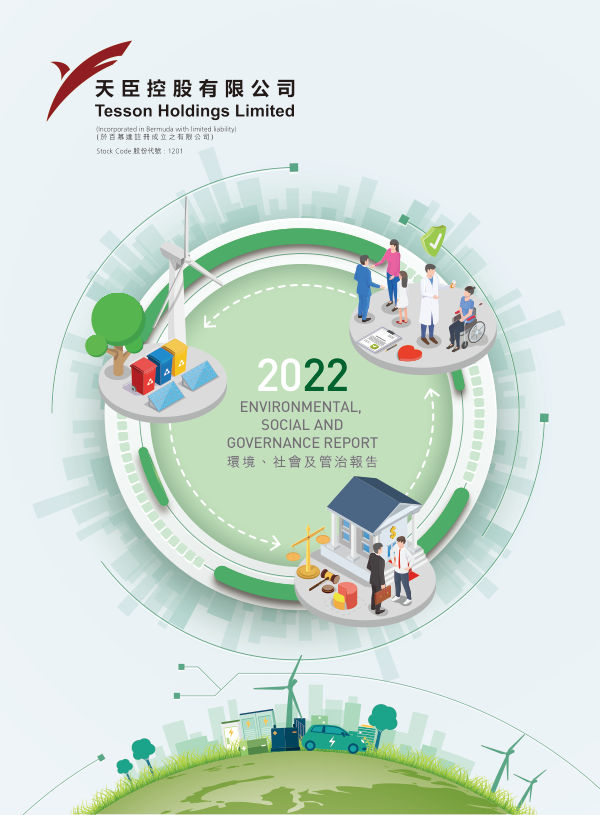 天臣控股有限公司
Tesson Holdings Limited
(Incorporated in Bermuda with limited liability)
(於百慕達註冊成立之有限公司)
Stock Code 股份代號 : 1201
2022
ENVIRONMENTAL,
SOCIAL AND
GOVERNANCE REPORT
環境、社會及管治報告